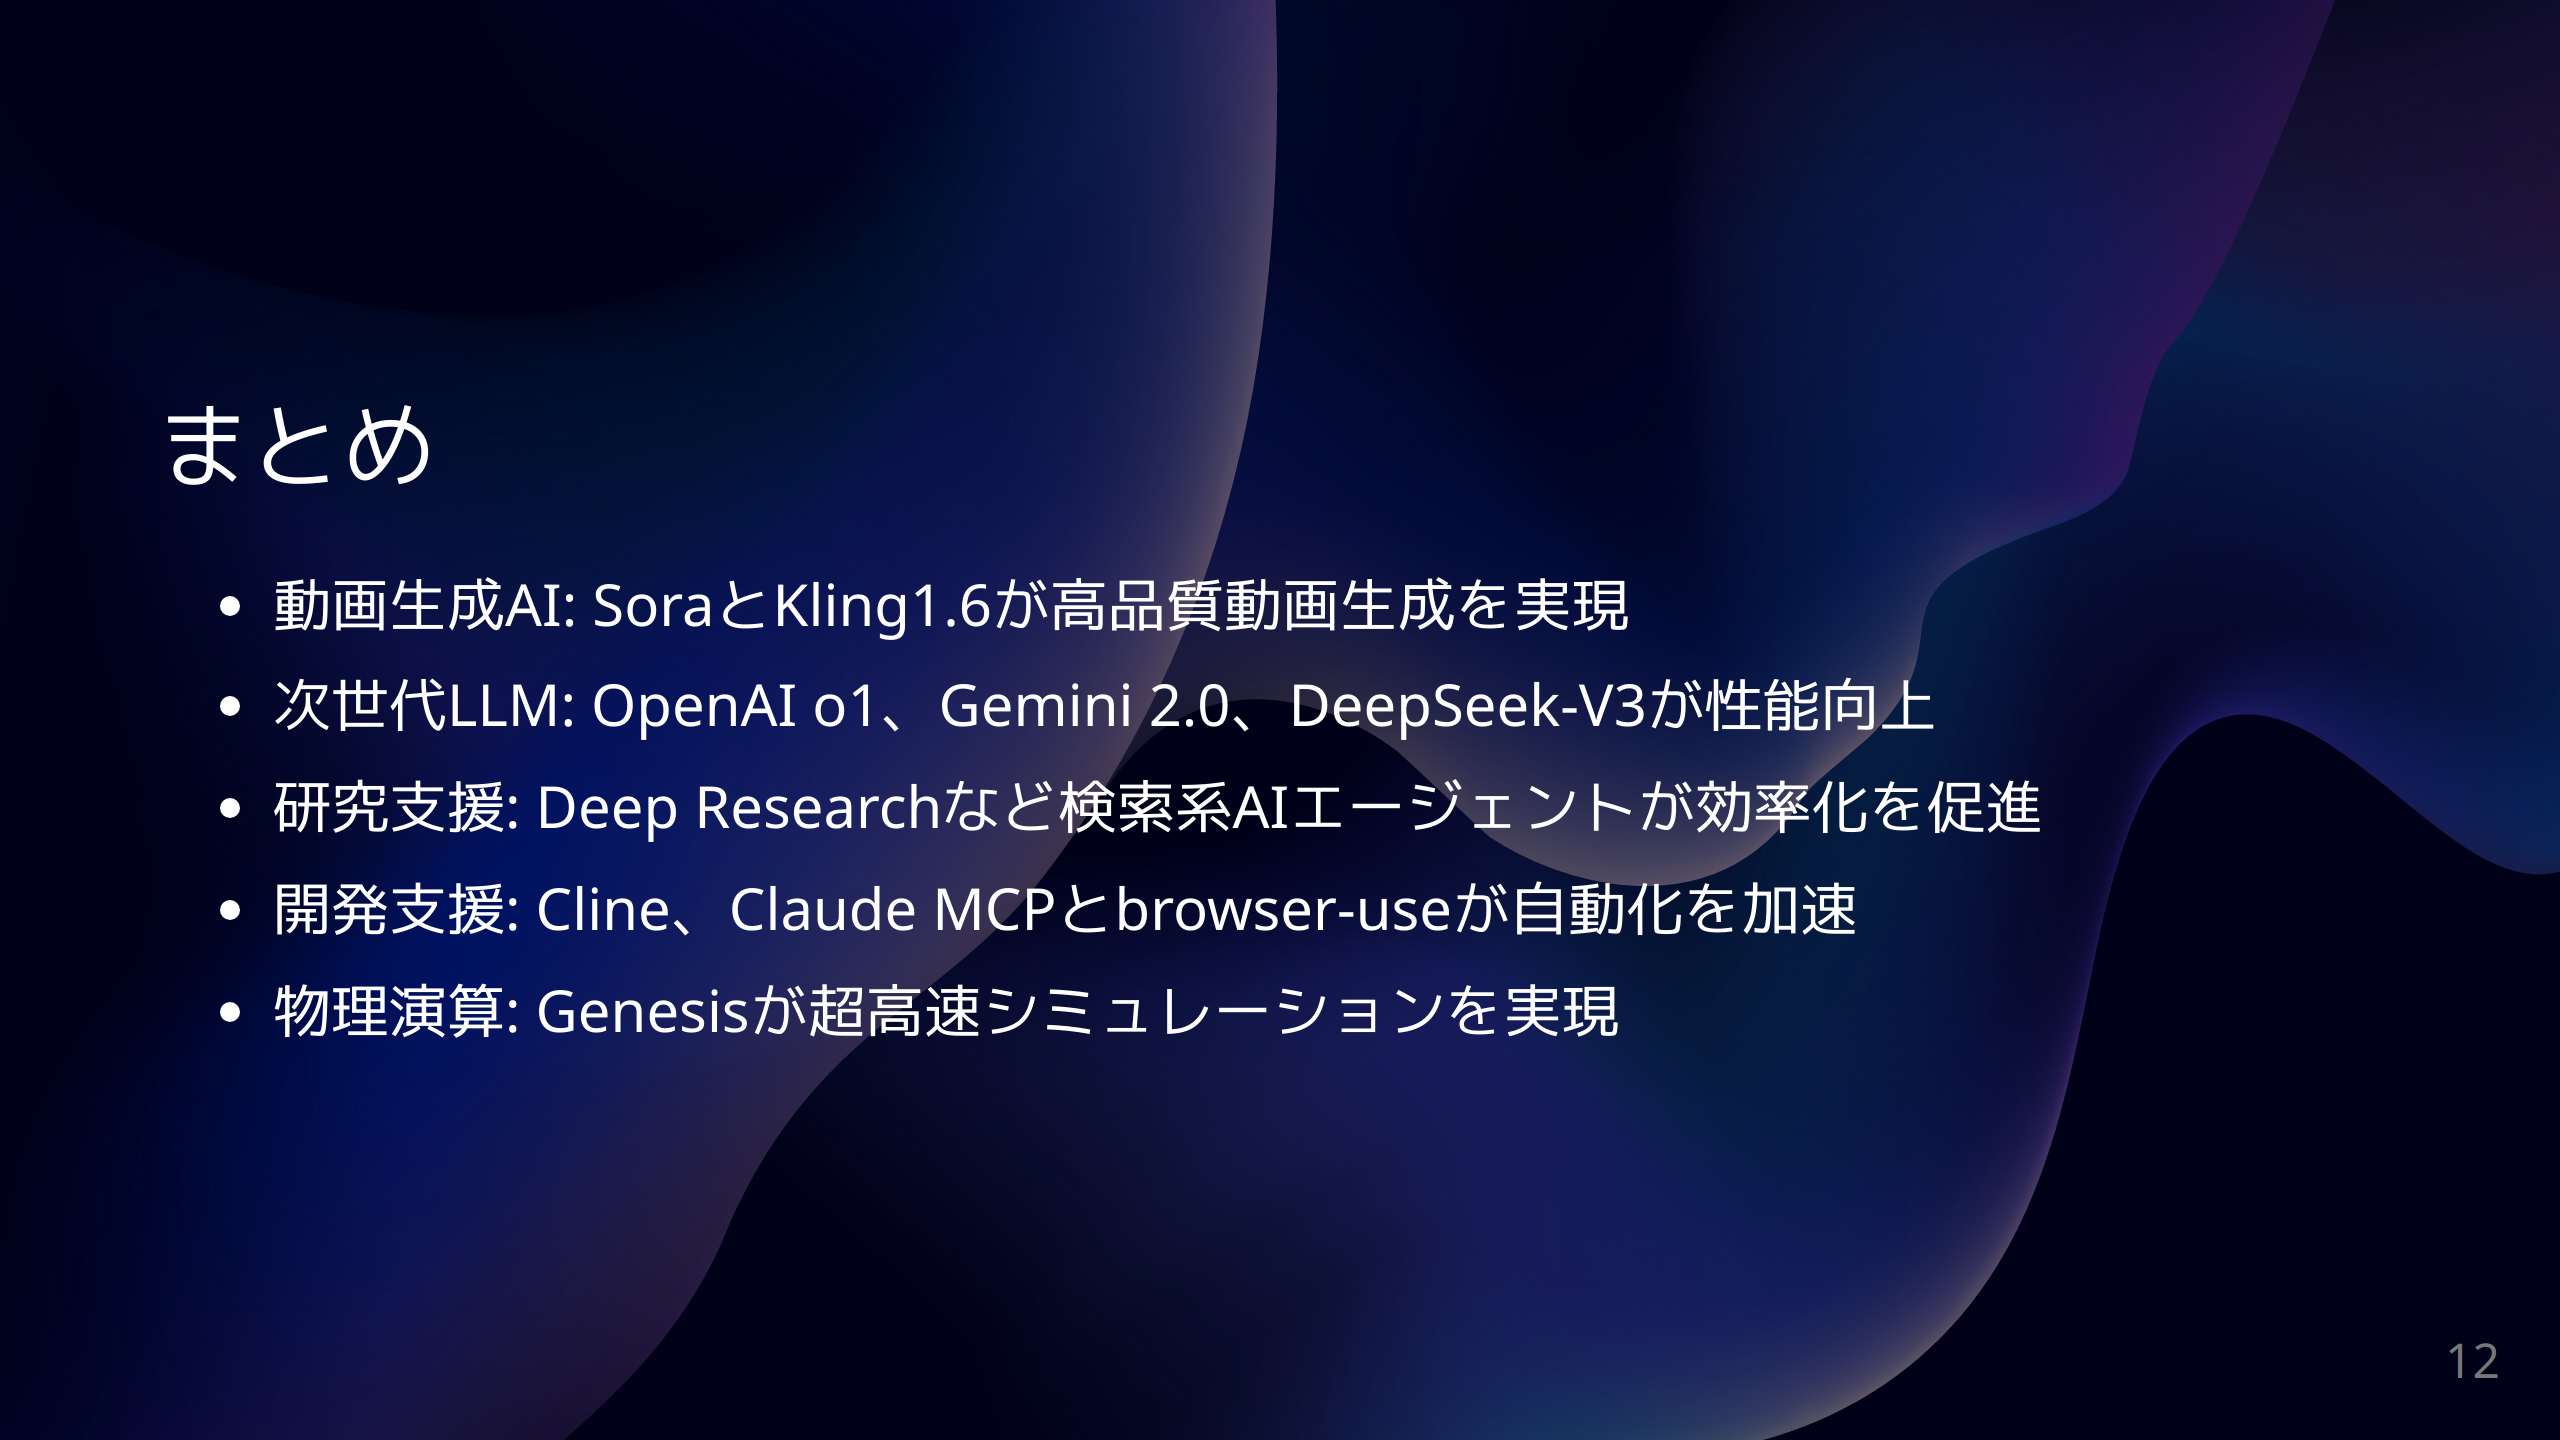 まとめ
• 動画生成AI: SoraとKling1.6が高品質動画生成を実現
• 次世代LLM: OpenAI o1、Gemini 2.0、DeepSeek-V3が性能向上
• 研究支援: Deep Researchなど検索系AIエージェントが効率化を促進
• 開発支援: Cline、Claude MCPとbrowser-useが自動化を加速
• 物理演算: Genesisが超高速シミュレーションを実現
12